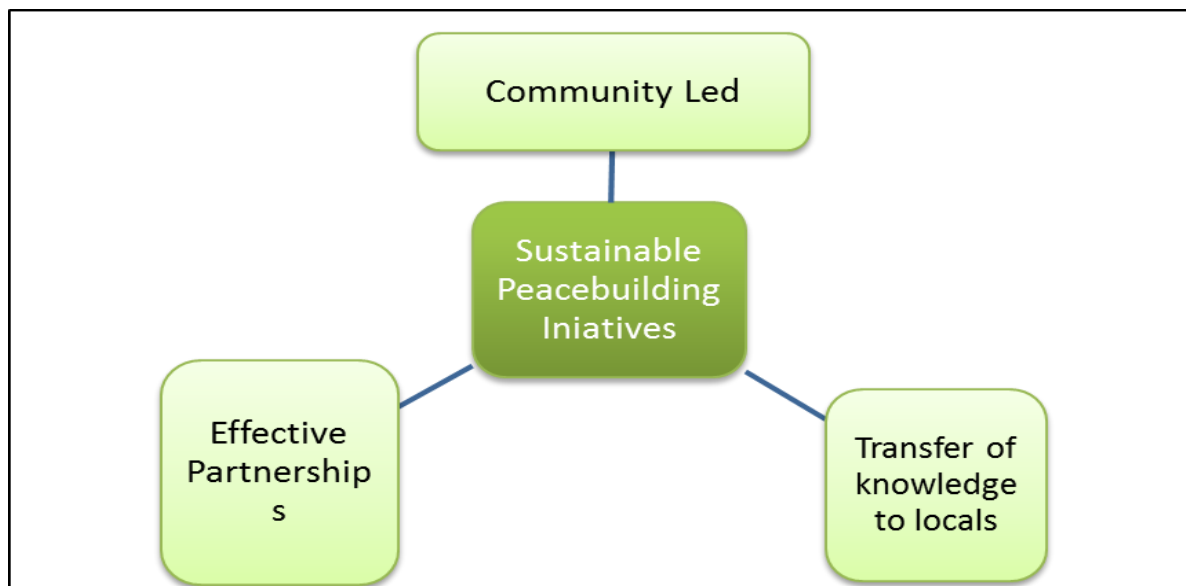 Community Led
Sustainable
Peacebuilding
Iniatives
Effective
Partnership
s
Transfer of
knowledge
to locals